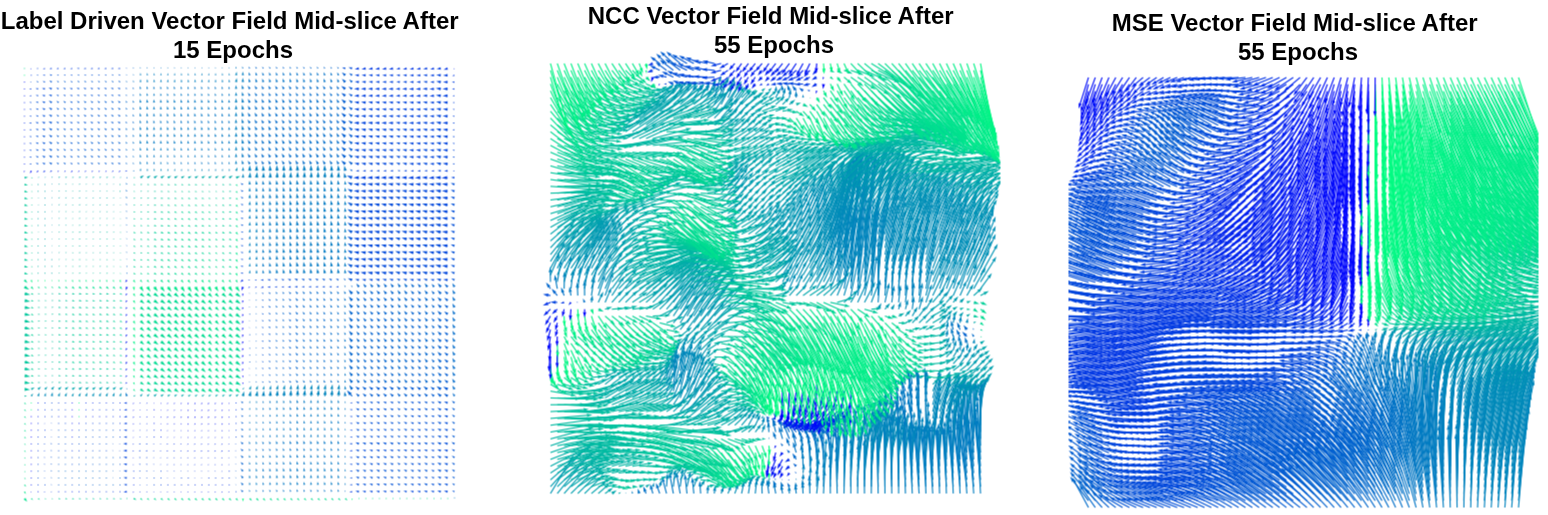 Label Driven Vector Field Mid-slice After
15 Epochs
NCC Vector Field Mid-slice After
55 Epochs
MSE Vector Field Mid-slice After
55 Epochs